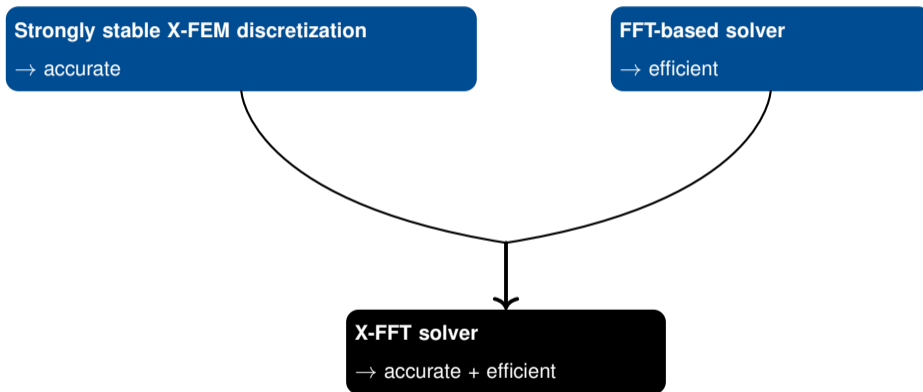 Strongly stable X-FEM discretization
→ accurate
FFT-based solver
→ efficient
X-FFT solver
→ accurate + efficient